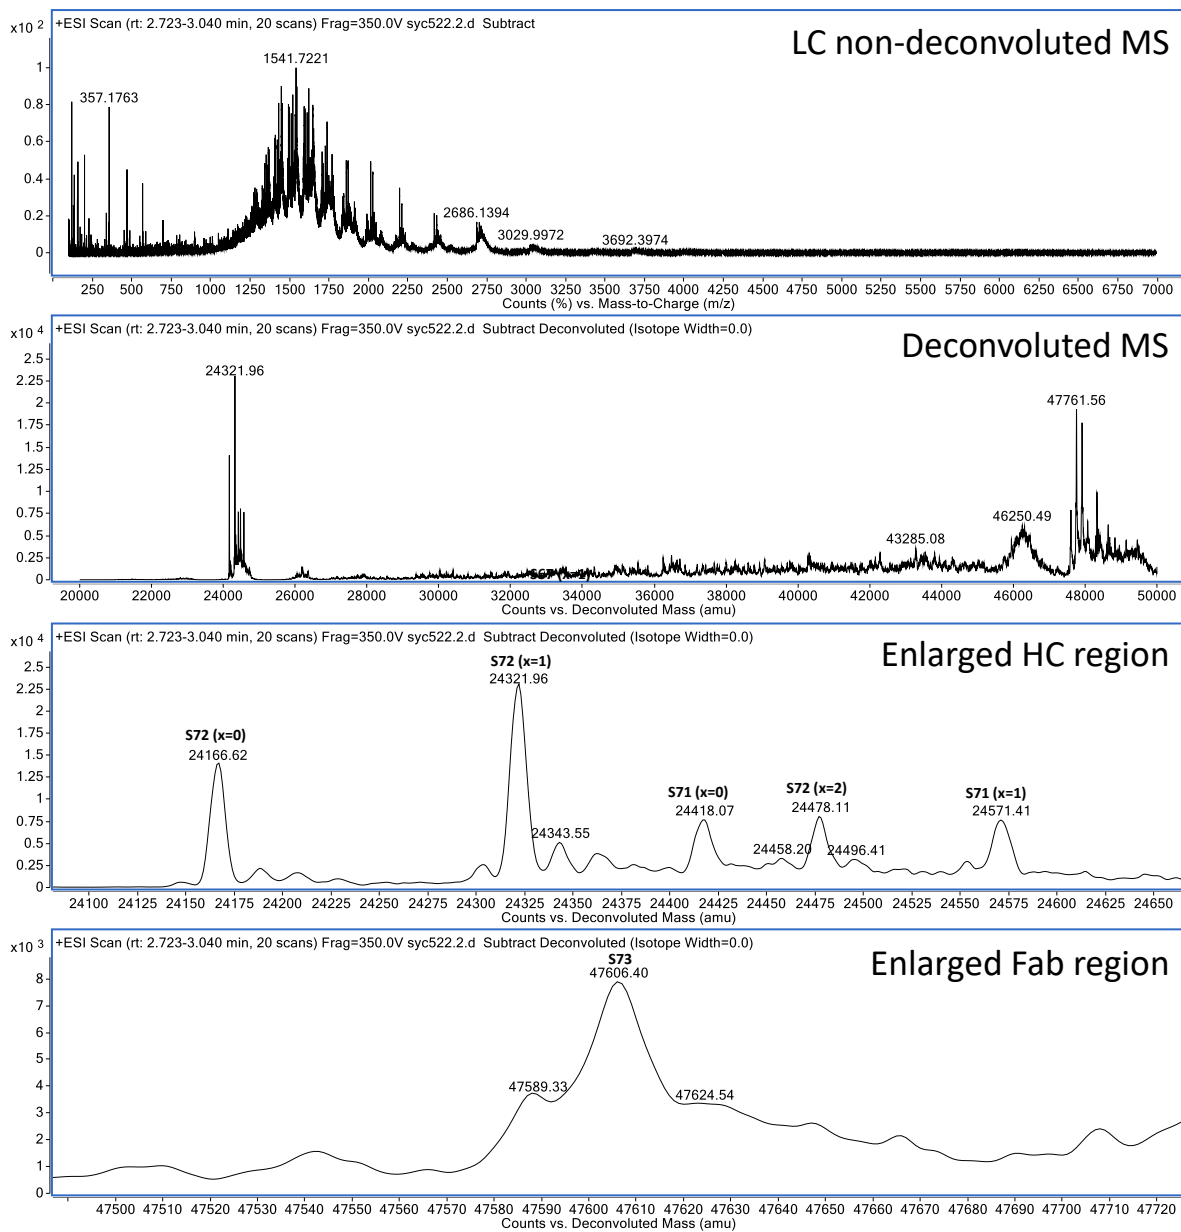 +ESI Scan (rt: 2.723-3.040 min, 20 scans) Frag=350.0V syc522.2.d Subtract
LC non-deconvoluted MS
x10 2
1
0.8
0.6
0.4
0.2
0
357.1763
1541.7221
2686.1394
3029.9972
3692.3974
250 500 750 1000 1250 1500 1750 2000 2250 2500 2750 3000 3250 3500 3750 4000 4250 4500 4750 5000 5250 5500 5750 6000 6250 6500 6750 7000
Counts (%) vs. Mass-to-Charge (m/z)
+ESI Scan (rt: 2.723-3.040 min, 20 scans) Frag=350.0V syc522.2.d Subtract Deconvoluted (Isotope Width=0.0)
Deconvoluted MS
x10 4
2.5
2.25
2
1.75
1.5
1.25
1
0.75
0.5
0.25
0
24321.96
43285.08
46250.49
47761.56
20000 22000 24000 26000 28000 30000 32000 34000 36000 38000 40000 42000 44000 46000 48000 50000
Counts vs. Deconvoluted Mass (amu)
+ESI Scan (rt: 2.723-3.040 min, 20 scans) Frag=350.0V syc522.2.d Subtract Deconvoluted (Isotope Width=0.0)
Enlarged HC region
x10 4
2.5
2.25
2
1.75
1.5
1.25
1
0.75
0.5
0.25
0
S72 (x=0)
24166.62
S72 (x=1)
24321.96
24343.55
S71 (x=0)
24418.07
24458.20
S72 (x=2)
24478.11
24496.41
S71 (x=1)
24571.41
24100 24125 24150 24175 24200 24225 24250 24275 24300 24325 24350 24375 24400 24425 24450 24475 24500 24525 24550 24575 24600 24625 24650
Counts vs. Deconvoluted Mass (amu)
+ESI Scan (rt: 2.723-3.040 min, 20 scans) Frag=350.0V syc522.2.d Subtract Deconvoluted (Isotope Width=0.0)
Enlarged Fab region
x10 3
8
7
6
5
4
3
2
1
0
S73
47606.40
47589.33
47624.54
47500 47510 47520 47530 47540 47550 47560 47570 47580 47590 47600 47610 47620 47630 47640 47650 47660 47670 47680 47690 47700 47710 47720
Counts vs. Deconvoluted Mass (amu)